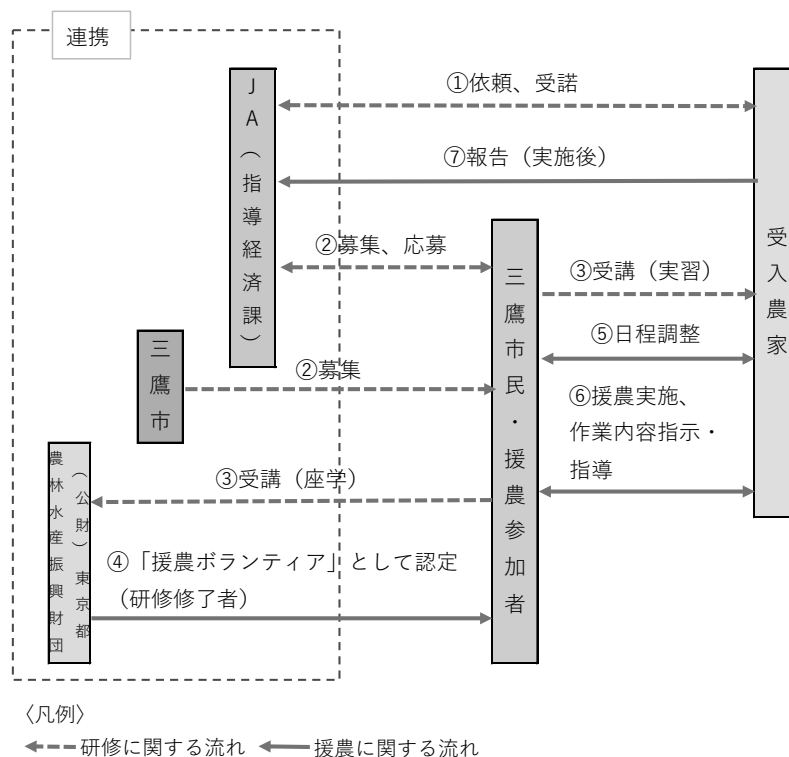 連携
JA（指導経済課）
①依頼、受諾
⑦報告（実施後）
②募集、応募
三鷹市
②募集
三鷹市民・援農参加者
③受講（実習）
⑤日程調整
⑥援農実施、
作業内容指示・
指導
受入農家
③受講（座学）
（公財）東京都
農林水産振興財団
④「援農ボランティア」として認定
（研修修了者）
〈凡例〉
研修に関する流れ
援農に関する流れ